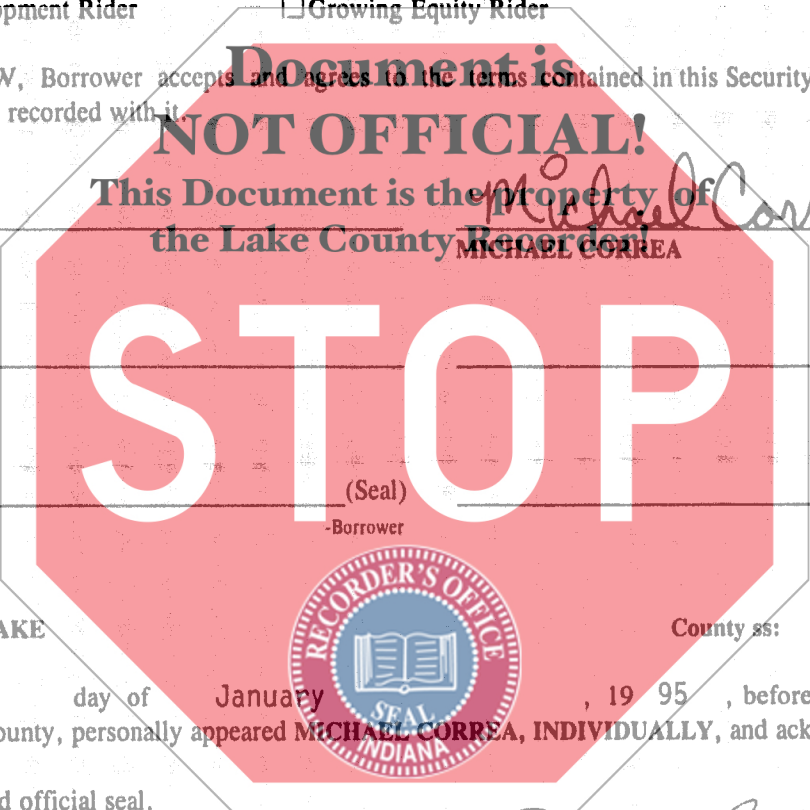 opment Rider ☐Growing Equity Rider
Document is
W, Borrower accepts and agrees to the terms contained in this Security
recorded with it.
NOT OFFICIAL!
This Document is the property of
Michael Corr
the Lake County Recorder!
MICHAEL CORREA
STOP
(Seal)
-Borrower
RECORDER'S OFFICE
AKE County ss:
day of January , 19 95 , before
SEAL
ounty, personally appeared MICHAEL CORREA, INDIVIDUALLY, and ack
INDIANA
d official seal.